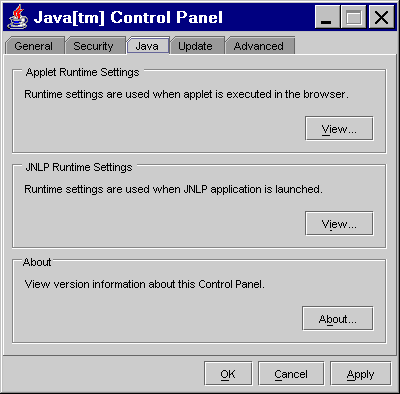 Java[tm] Control Panel
General Security Java Update Advanced
Applet Runtime Settings
Runtime settings are used when applet is executed in the browser.
View...
JNLP Runtime Settings
Runtime settings are used when JNLP application is launched.
View...
About
View version information about this Control Panel.
About...
OK Cancel Apply